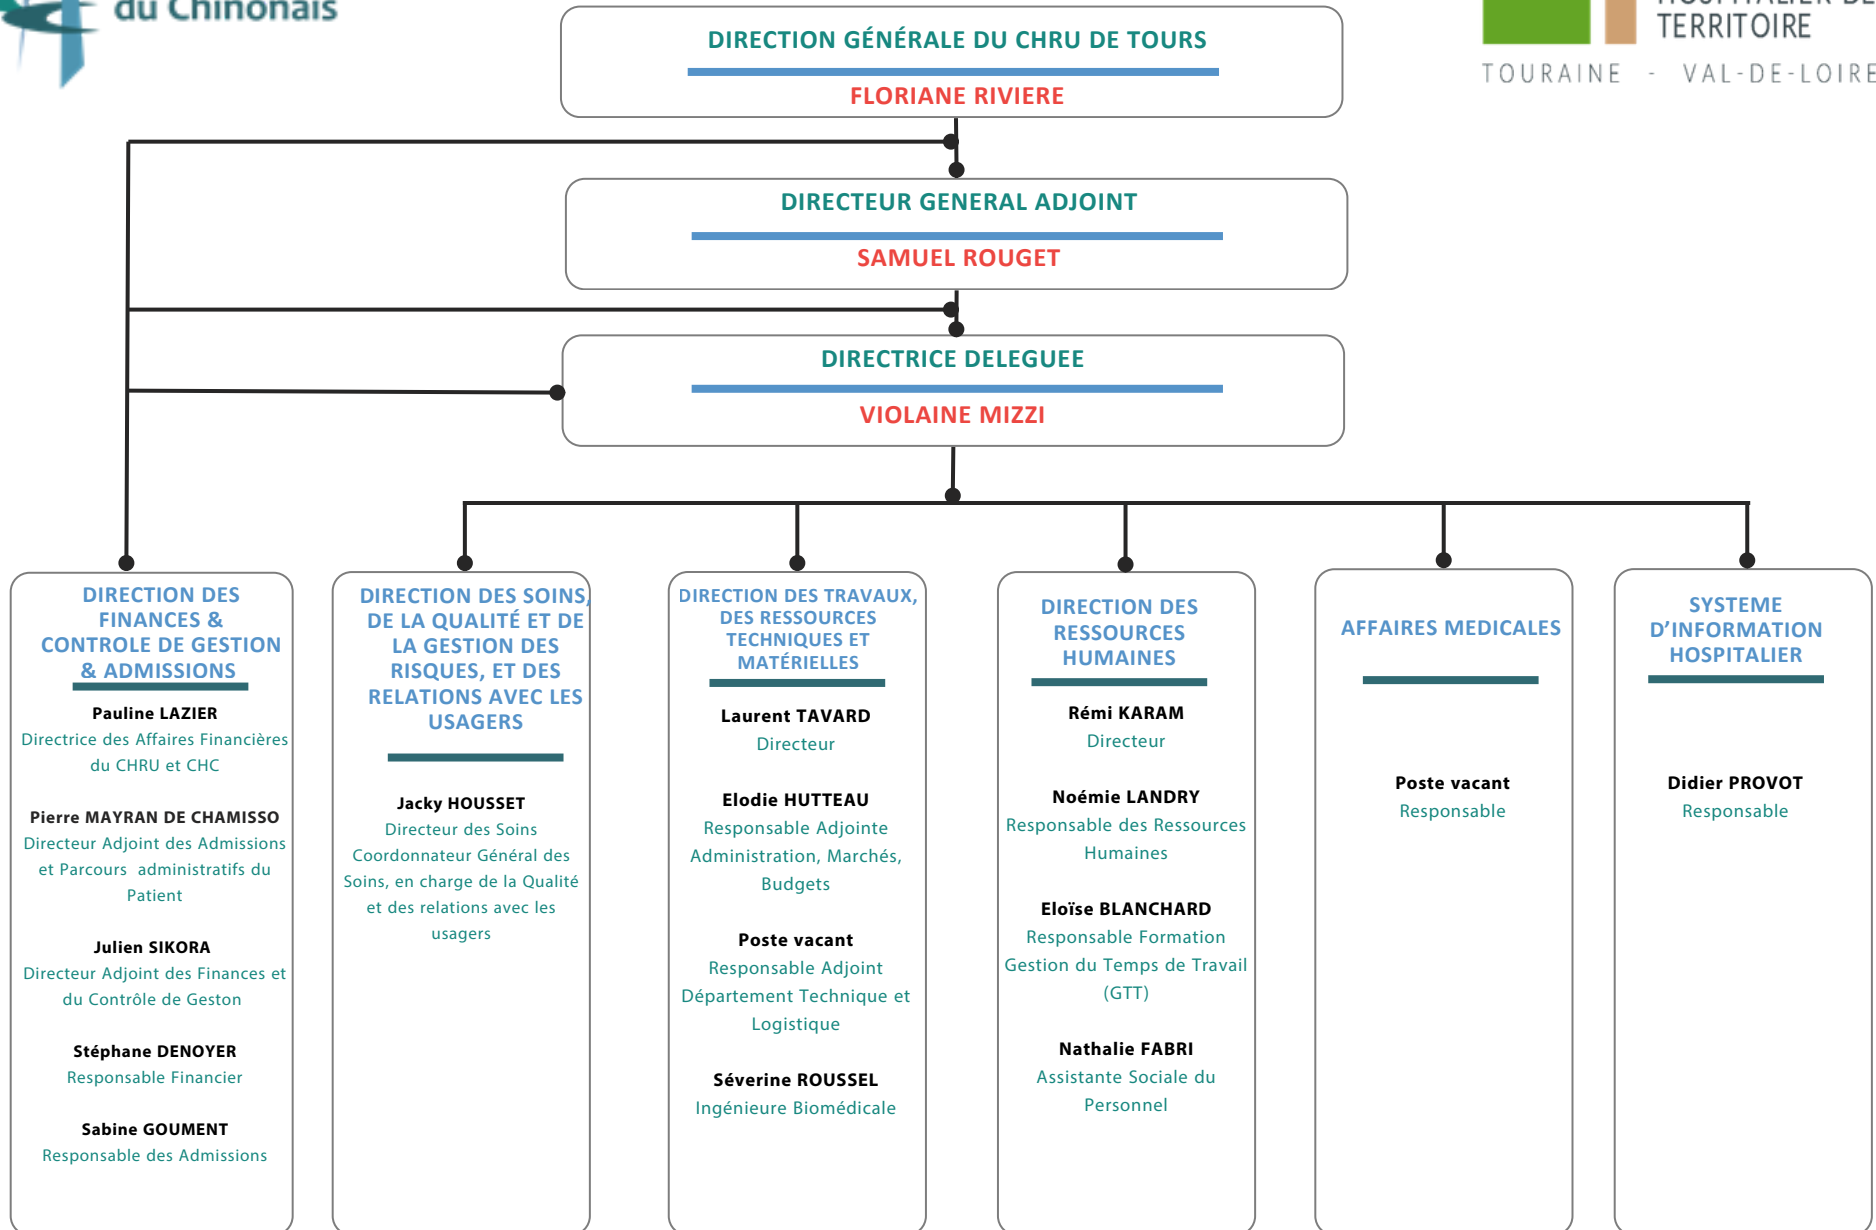 du Chinonais
HOSPITALIER DE
TERRITOIRE
TOURAINE - VAL-DE-LOIRE
DIRECTION GÉNÉRALE DU CHRU DE TOURS
FLORIANE RIVIERE
DIRECTEUR GENERAL ADJOINT
SAMUEL ROUGET
DIRECTRICE DELEGUEE
VIOLAINE MIZZI
DIRECTION DES
FINANCES &
CONTROLE DE GESTION
& ADMISSIONS
Pauline LAZIER
Directrice des Affaires Financières
du CHRU et CHC
Pierre MAYRAN DE CHAMISSO
Directeur Adjoint des Admissions
et Parcours administratifs du
Patient
Julien SIKORA
Directeur Adjoint des Finances et
du Contrôle de Geston
Stéphane DENOYER
Responsable Financier
Sabine GOUMENT
Responsable des Admissions
DIRECTION DES SOINS,
DE LA QUALITÉ ET DE
LA GESTION DES
RISQUES, ET DES
RELATIONS AVEC LES
USAGERS
Jacky HOUSSET
Directeur des Soins
Coordonnateur Général des
Soins, en charge de la Qualité
et des relations avec les
usagers
DIRECTION DES TRAVAUX,
DES RESSOURCES
TECHNIQUES ET
MATÉRIELLES
Laurent TAVARD
Directeur
Elodie HUTTEAU
Responsable Adjointe
Administration, Marchés,
Budgets
Poste vacant
Responsable Adjoint
Département Technique et
Logistique
Séverine ROUSSEL
Ingénieure Biomédicale
DIRECTION DES
RESSOURCES
HUMAINES
Rémi KARAM
Directeur
Noémie LANDRY
Responsable des Ressources
Humaines
Eloïse BLANCHARD
Responsable Formation
Gestion du Temps de Travail
(GTT)
Nathalie FABRI
Assistante Sociale du
Personnel
AFFAIRES MEDICALES
Poste vacant
Responsable
SYSTEME
D'INFORMATION
HOSPITALIER
Didier PROVOT
Responsable